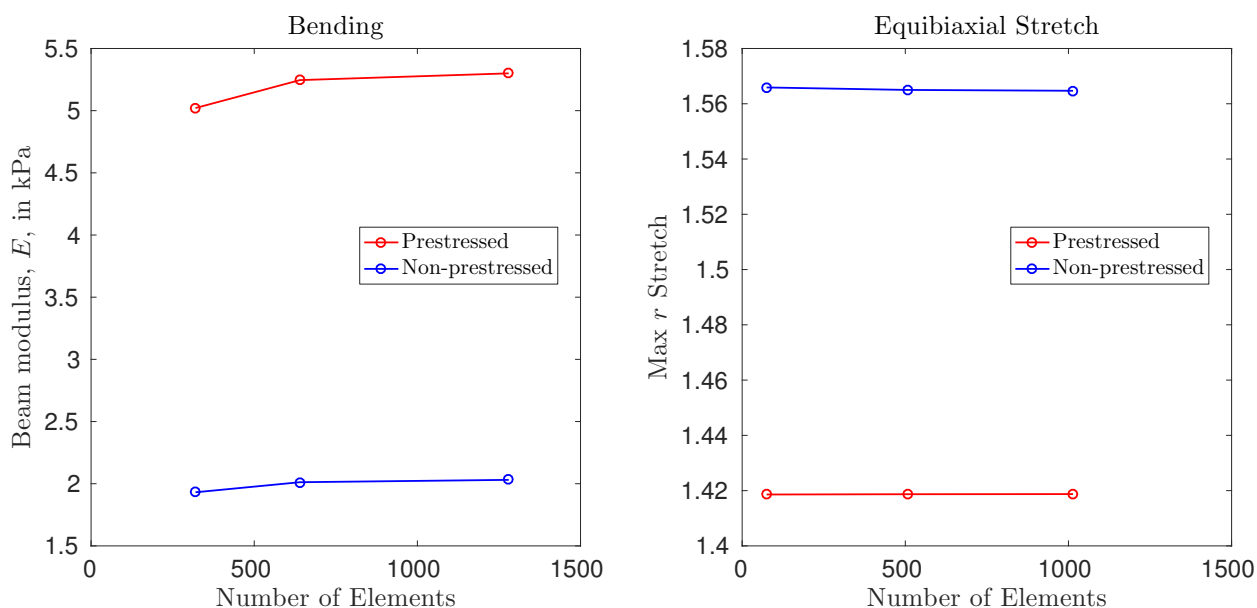 Bending
5.5
5
4.5
4
3.5
3
2.5
2
1.5
0
500
1000
1500
Beam modulus, E, in kPa
Number of Elements
Prestressed
Non-prestressed
Equibiaxial Stretch
1.58
1.56
1.54
1.52
1.5
1.48
1.46
1.44
1.42
1.4
0
500
1000
1500
Max r Stretch
Number of Elements
Prestressed
Non-prestressed